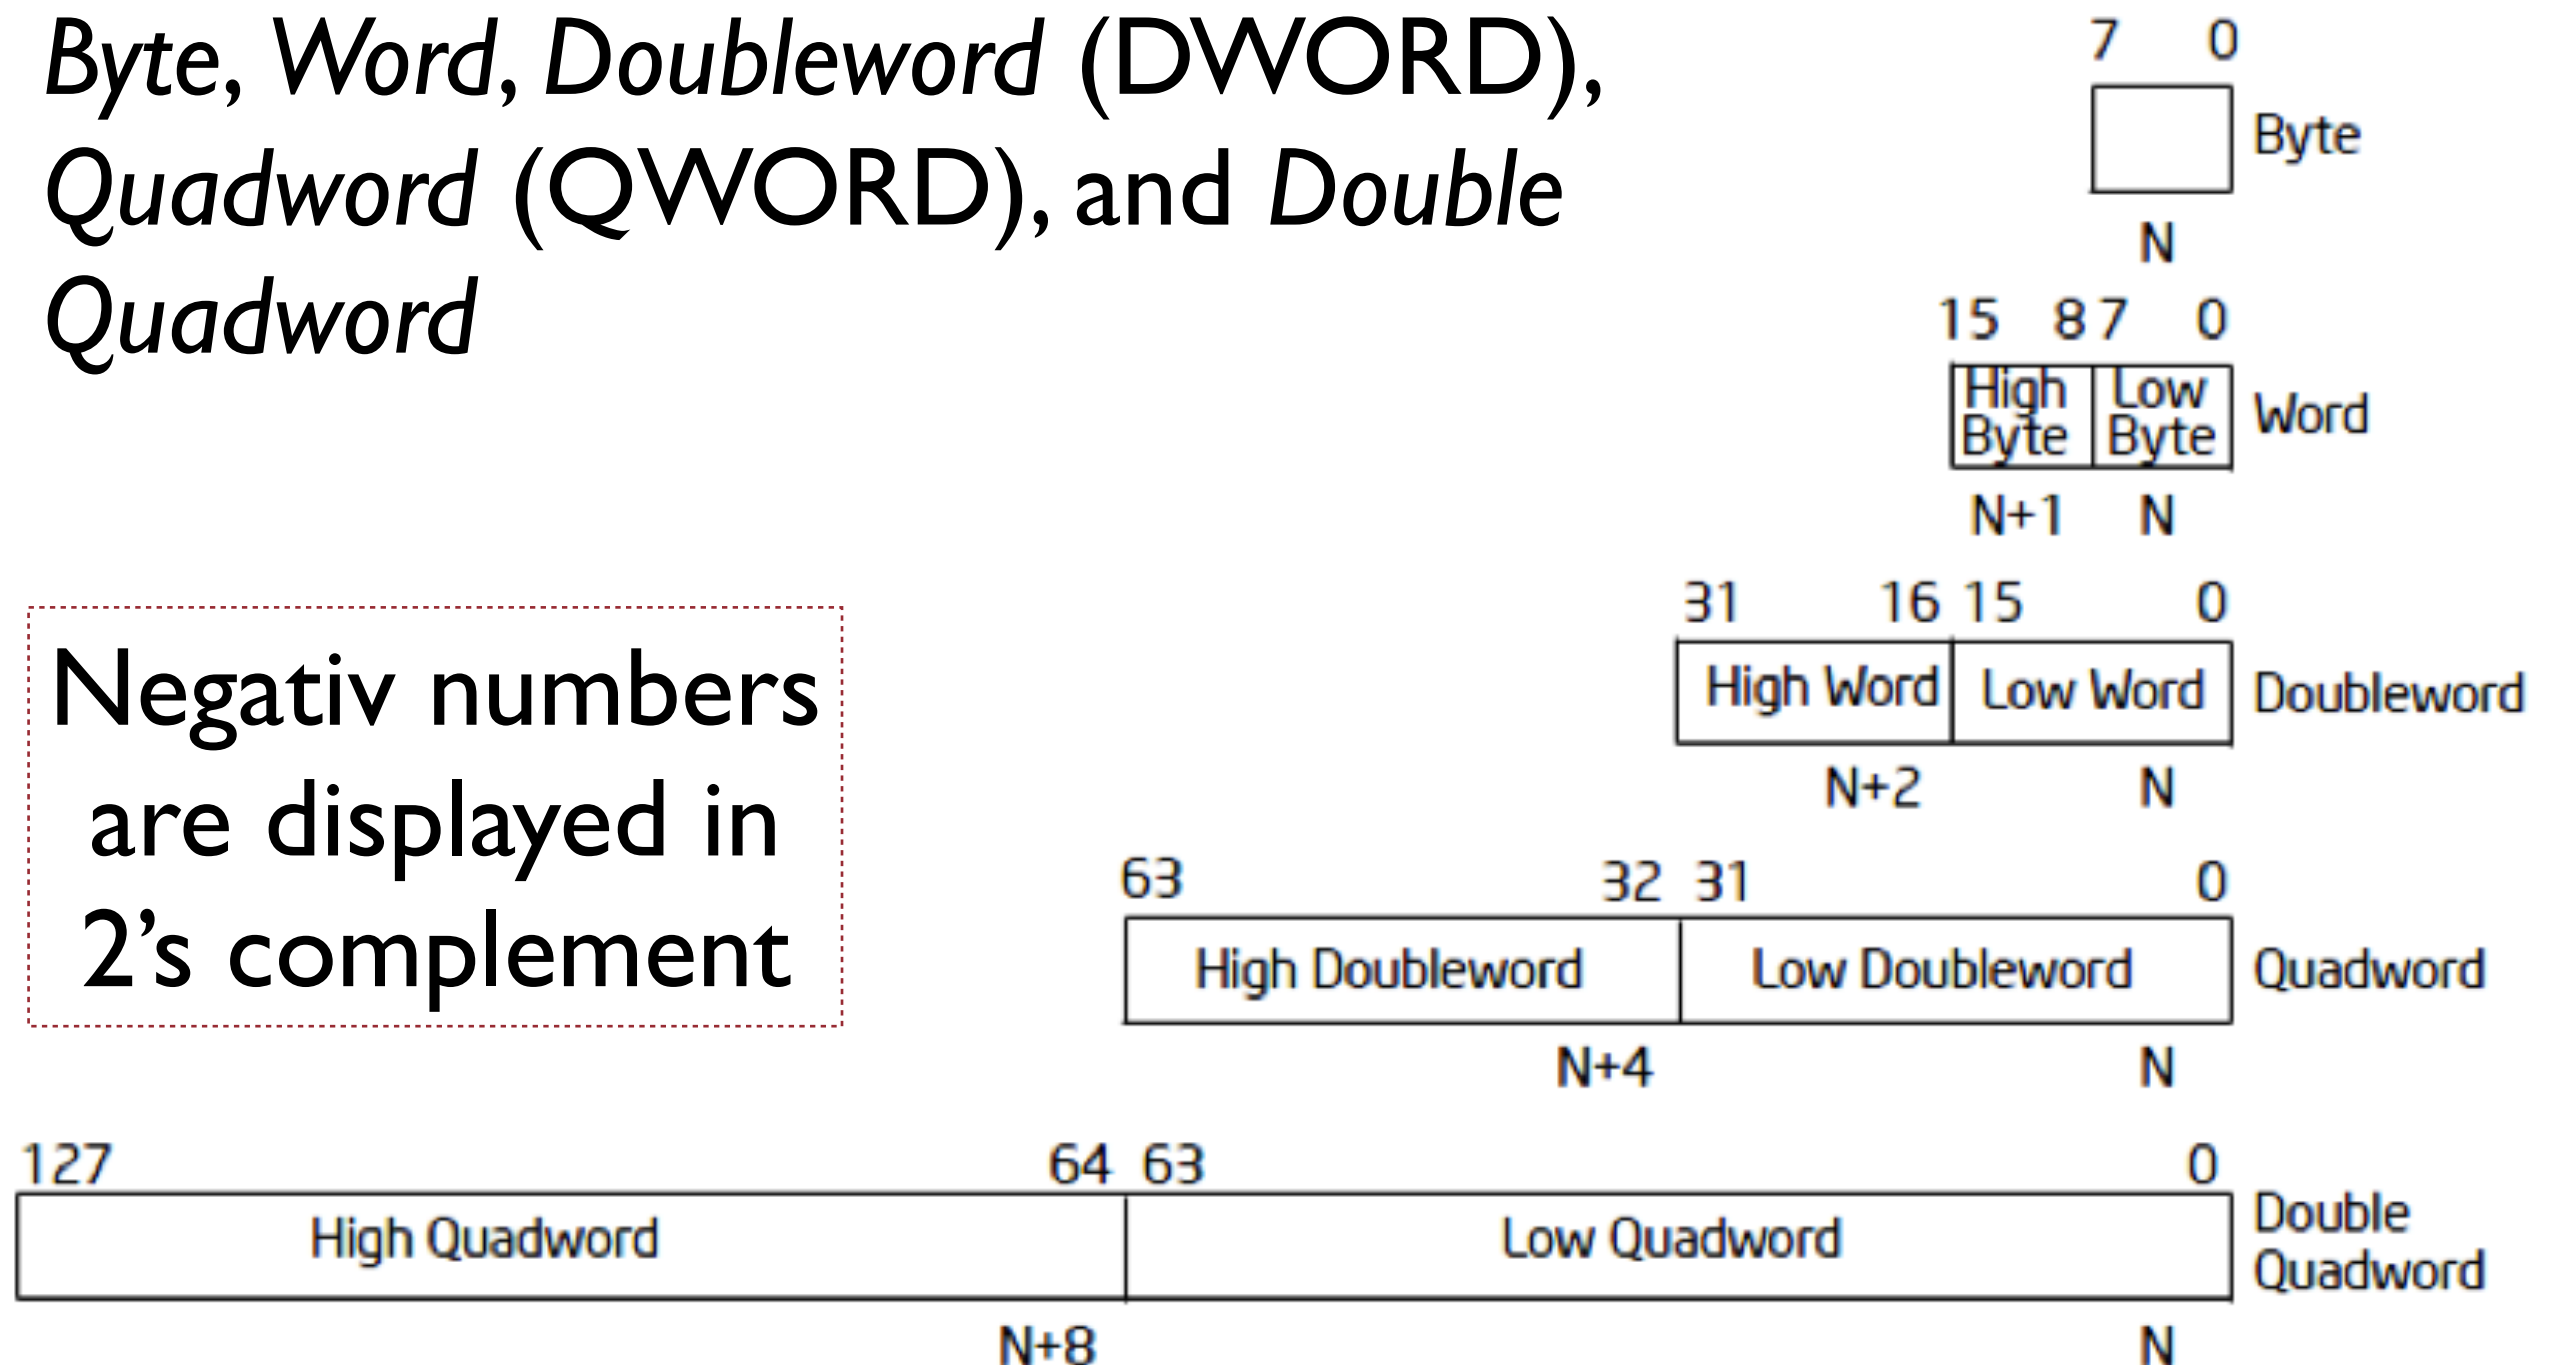 Byte, Word, Doubleword (DWORD),
Quadword (QWORD), and Double
Quadword
7 0
Byte
N
15 8 7 0
High Byte Low Byte Word
N+1 N
31 16 15 0
High Word Low Word Doubleword
N+2 N
Negativ numbers
are displayed in
2’s complement
63 32 31 0
High Doubleword Low Doubleword Quadword
N+4 N
127 64 63 0
High Quadword Low Quadword Double
Quadword
N+8 N